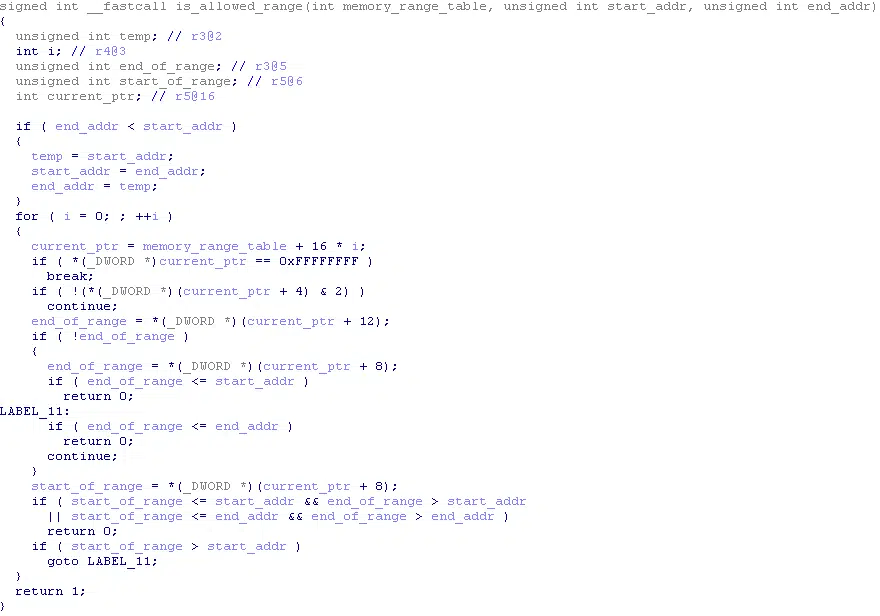 signed int __fastcall is_allowed_range(int memory_range_table, unsigned int start_addr, unsigned int end_addr)
{
  unsigned int temp; // r3@2
  int i; // r4@3
  unsigned int end_of_range; // r3@5
  unsigned int start_of_range; // r5@6
  int current_ptr; // r5@16

  if ( end_addr < start_addr )
  {
    temp = start_addr;
    start_addr = end_addr;
    end_addr = temp;
  }
  for ( i = 0; ; ++i )
  {
    current_ptr = memory_range_table + 16 * i;
    if ( *(_DWORD *)current_ptr == 0xFFFFFFFF )
      break;
    if ( !(*(_DWORD *)(current_ptr + 4) & 2) )
      continue;
    end_of_range = *(_DWORD *)(current_ptr + 12);
    if ( !end_of_range )
    {
      end_of_range = *(_DWORD *)(current_ptr + 8);
      if ( end_of_range <= start_addr )
        return 0;
LABEL_11:
      if ( end_of_range <= end_addr )
        return 0;
      continue;
    }
    start_of_range = *(_DWORD *)(current_ptr + 8);
    if ( start_of_range <= start_addr && end_of_range > start_addr
      || start_of_range <= end_addr && end_of_range > end_addr )
      return 0;
    if ( start_of_range > start_addr )
      goto LABEL_11;
  }
  return 1;
}